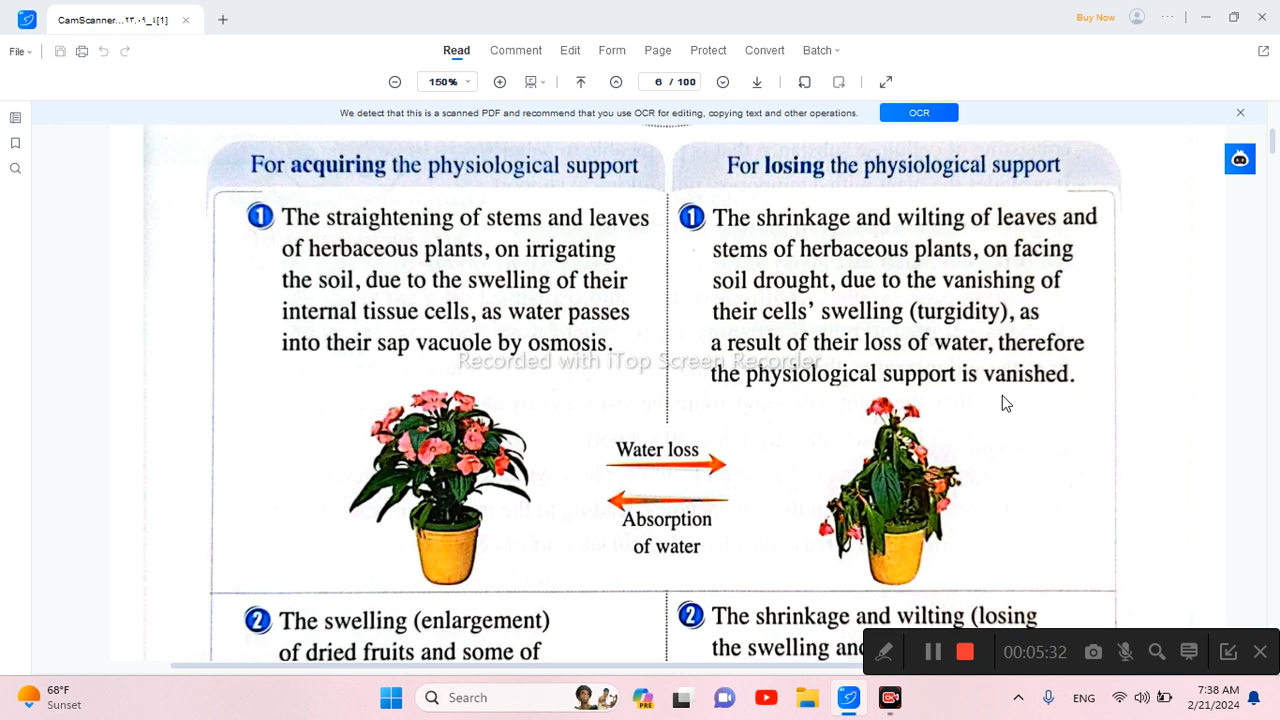 CamScanner...٢٣,٠٩_٤[1]
Buy Now
File
Read
Comment
Edit
Form
Page
Protect
Convert
Batch
150%
6 / 100
We detect that this is a scanned PDF and recommend that you use OCR for editing, copying text and other operations.
OCR
For acquiring the physiological support
1 The straightening of stems and leaves
of herbaceous plants, on irrigating
the soil, due to the swelling of their
internal tissue cells, as water passes
into their sap vacuole by osmosis.
For losing the physiological support
1 The shrinkage and wilting of leaves and
stems of herbaceous plants, on facing
soil drought, due to the vanishing of
their cells' swelling (turgidity), as
a result of their loss of water, therefore
the physiological support is vanished.
Recorded with iTop Screen Recorder
Water loss
Absorption
of water
2 The swelling (enlargement)
of dried fruits and some of
2 The shrinkage and wilting (losing
the swelling and
00:05:32
68°F
Sunset
Search
PRE
ENG
7:38 AM
2/21/2024